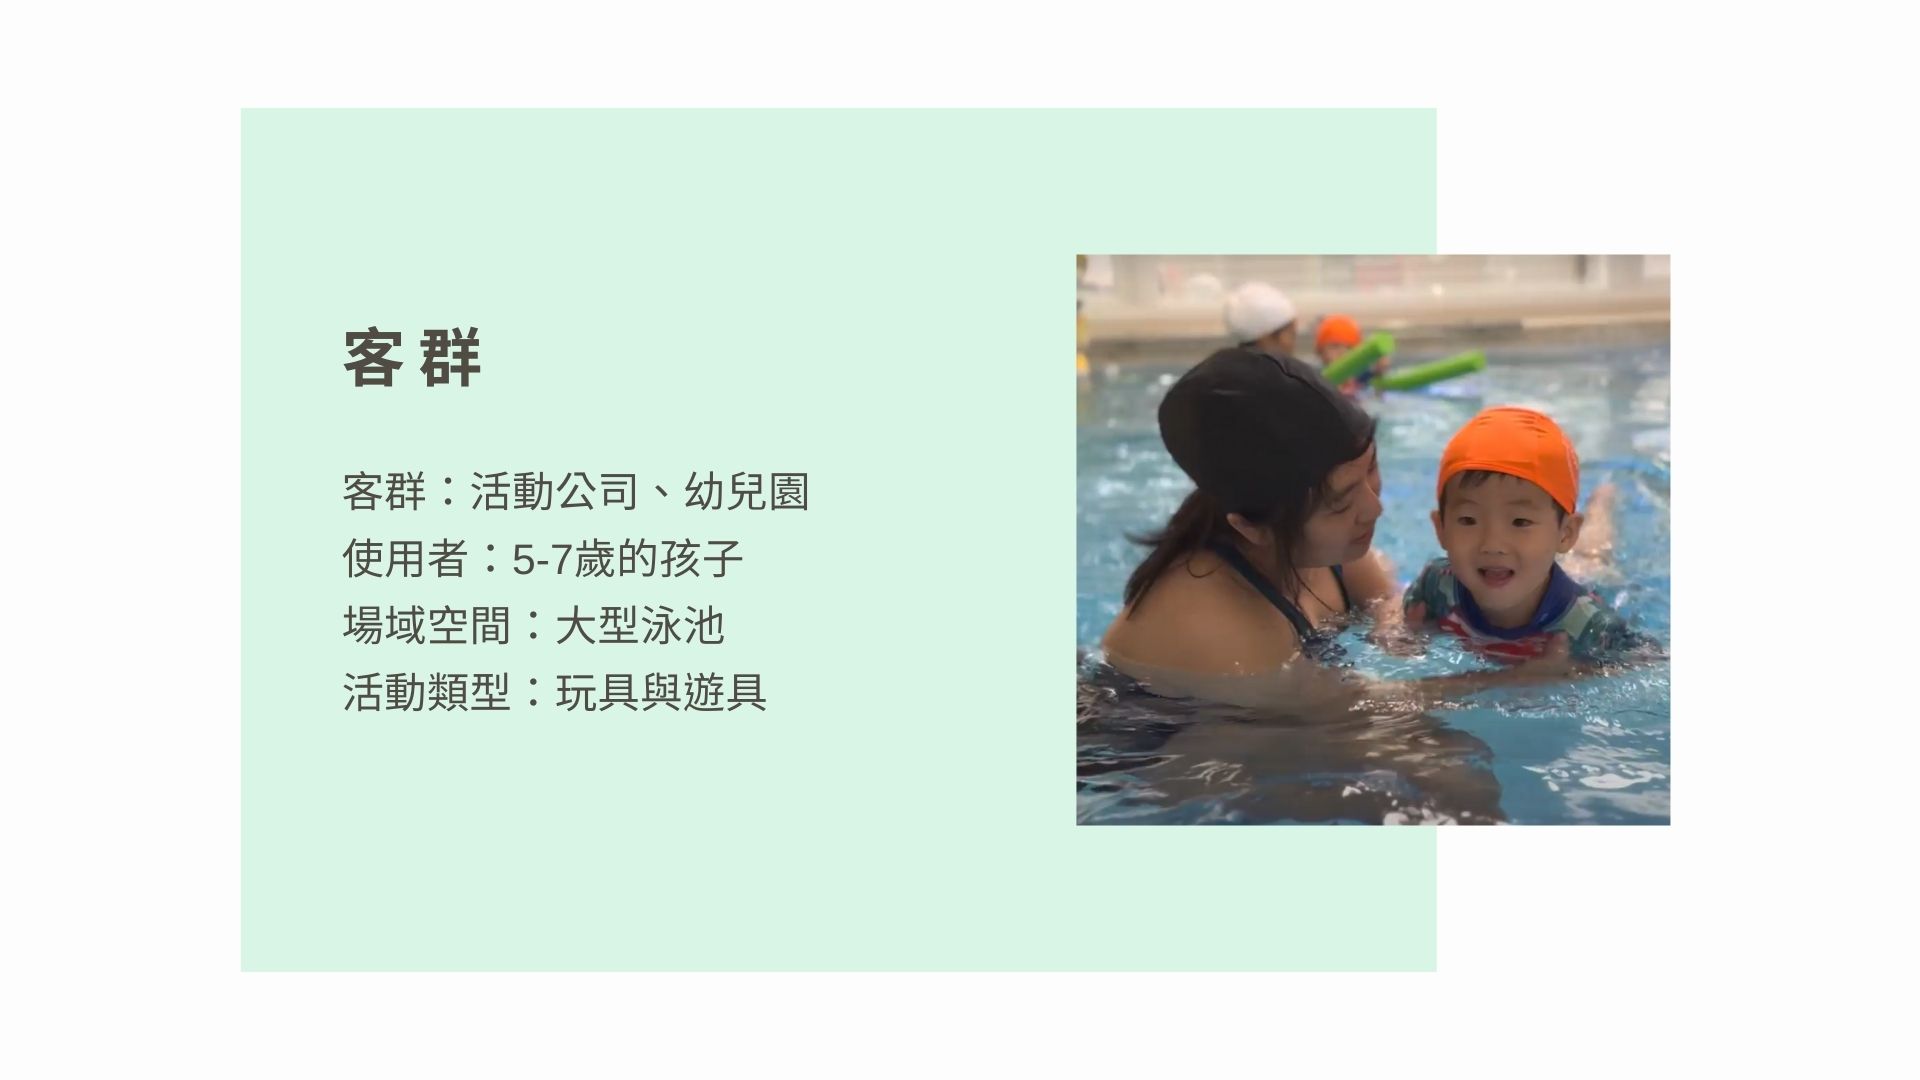 客群
客群：活動公司、幼兒園
使用者：5-7歲的孩子
場域空間：大型泳池
活動類型：玩具與遊具